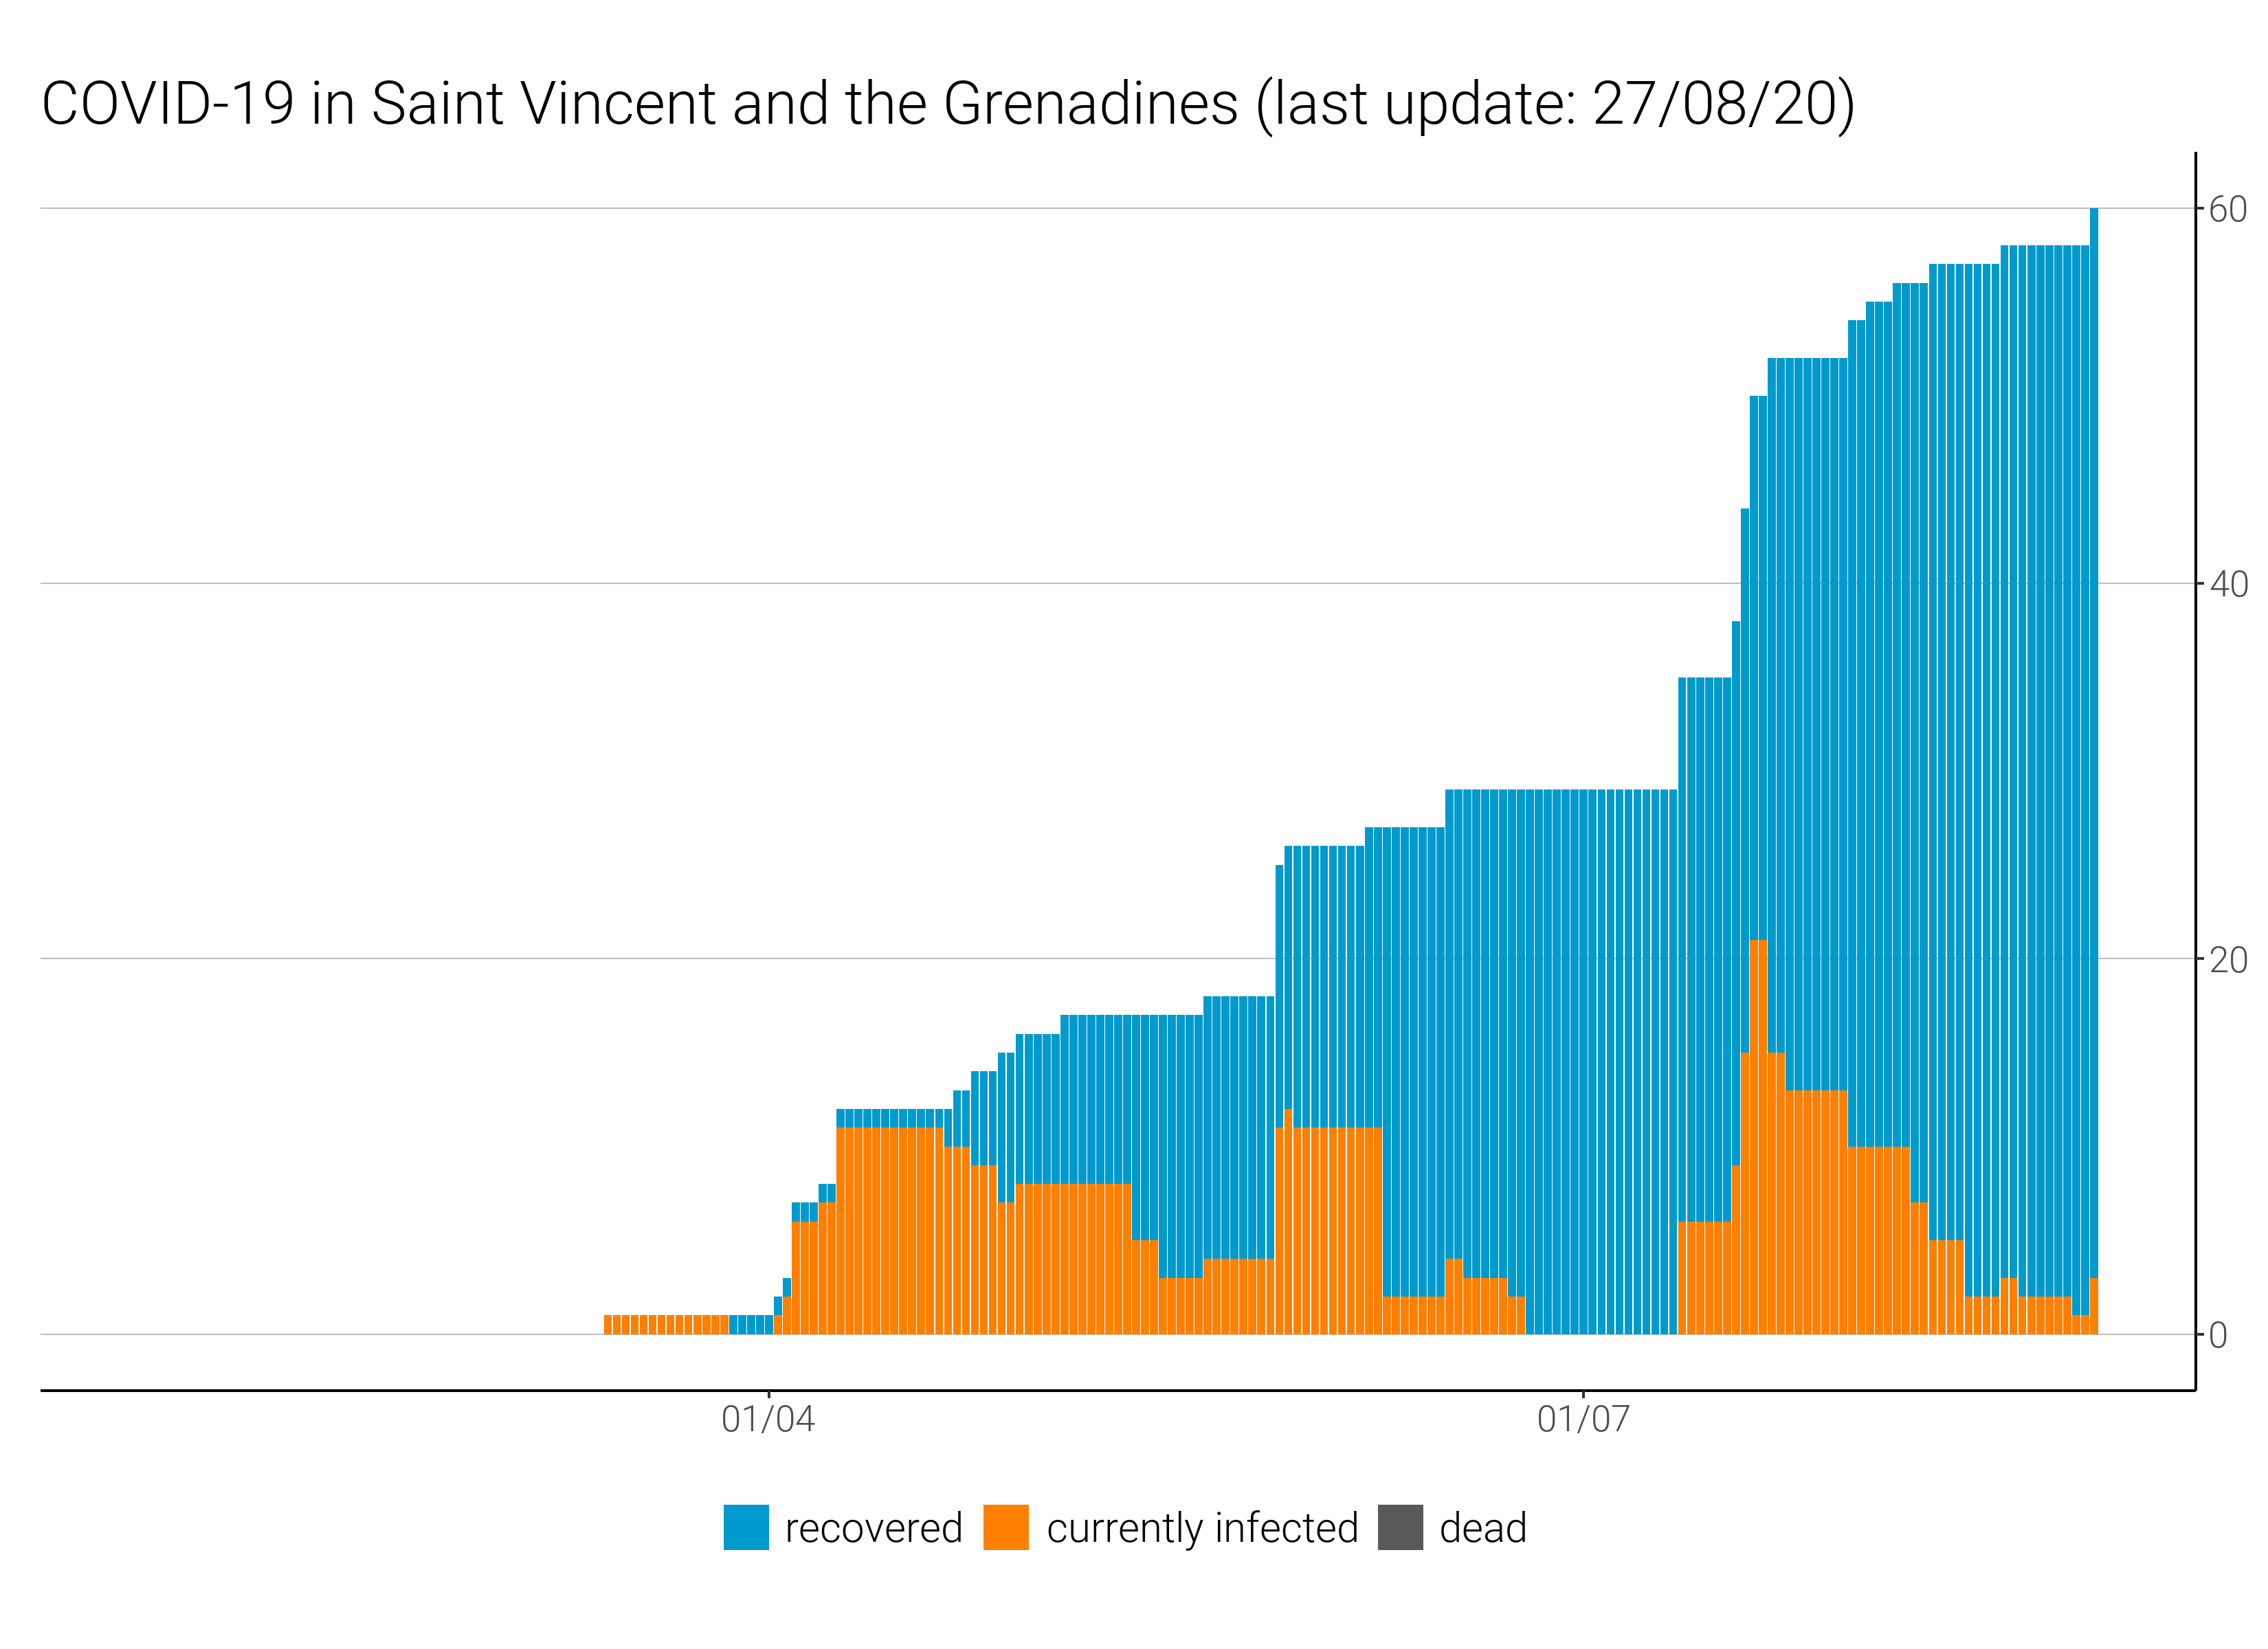 COVID-19 in Saint Vincent and the Grenadines (last update: 27/08/20)
60
40
20
0
01/04 01/07
recovered currently infected dead